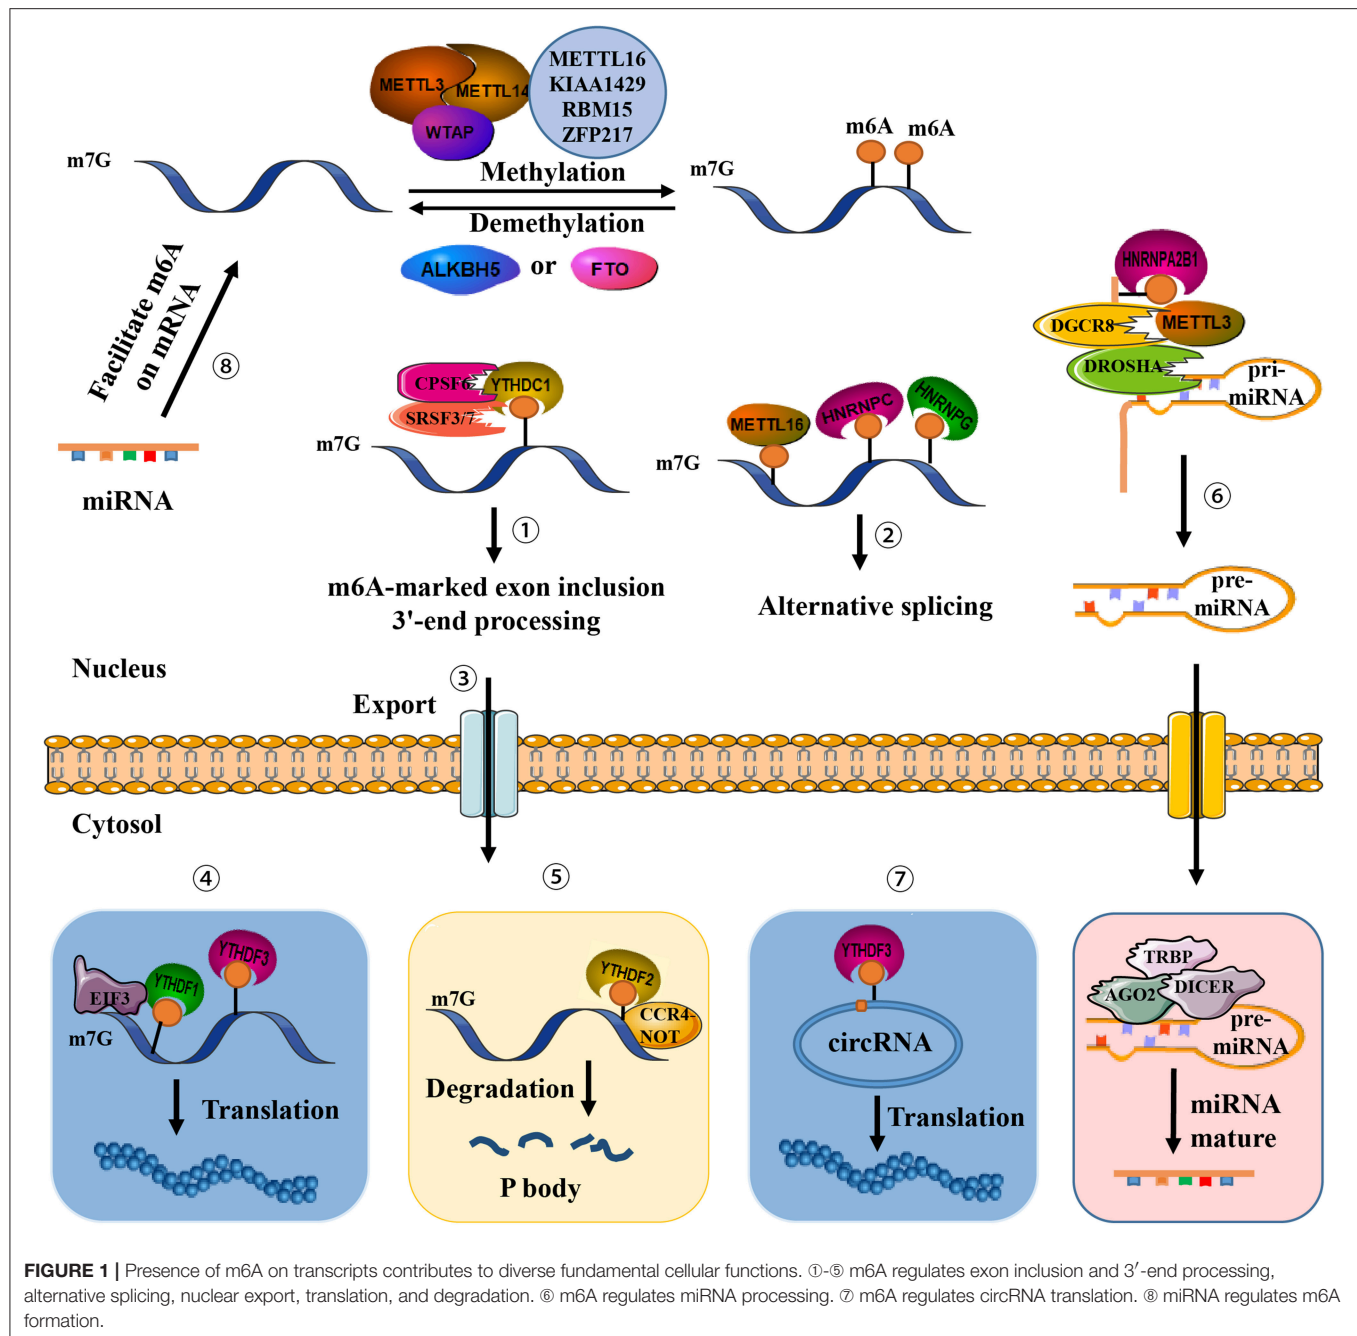 METTL3
METTL14
WTAP
METTL16
KIAA1429
RBM15
ZFP217
m7G
Methylation
Demethylation
ALKBH5
or
FTO
m7G
m6A
m6A
Facilitate m6A
on mRNA
⑧
miRNA
CPSF6
YTHDC1
SRSF3/7
m7G
①
m6A-marked exon inclusion
3'-end processing
METTL16
HNRNPC
HNRNPG
m7G
②
Alternative splicing
HNRNPA2B1
DGCR8
METTL3
DROSHA
pri-
miRNA
⑥
pre-
miRNA
Nucleus
③
Export
Cytosol
④
EIF3
YTHDF1
YTHDF3
m7G
Translation
⑤
YTHDF2
m7G
CCR4-
NOT
Degradation
P body
⑦
YTHDF3
circRNA
Translation
TRBP
AGO2
DICER
pre-
miRNA
miRNA
mature
FIGURE 1 | Presence of m6A on transcripts contributes to diverse fundamental cellular functions. ①-⑤ m6A regulates exon inclusion and 3′-end processing,
alternative splicing, nuclear export, translation, and degradation. ⑥ m6A regulates miRNA processing. ⑦ m6A regulates circRNA translation. ⑧ miRNA regulates m6A
formation.